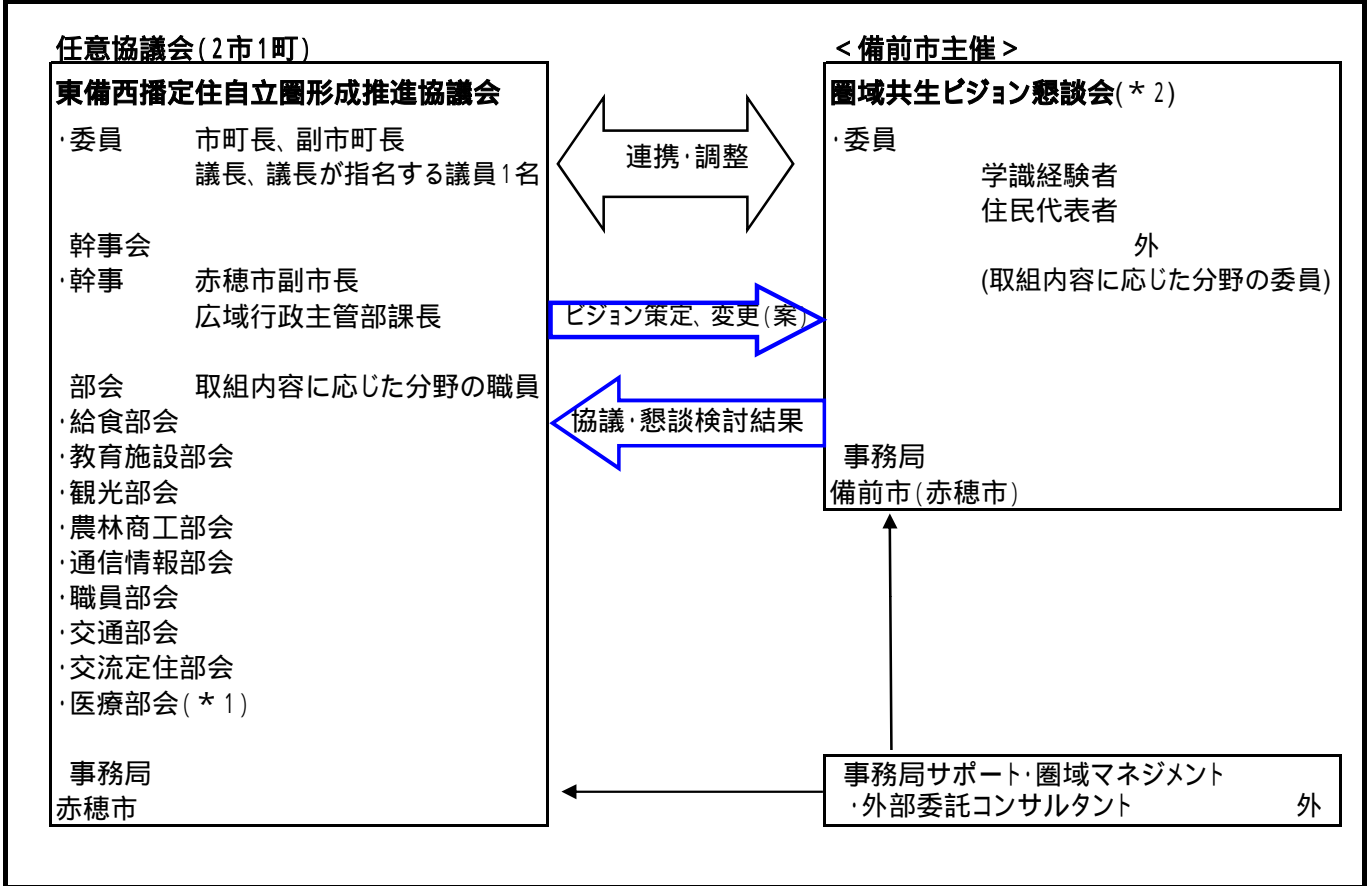 任意協議会(2市1町)
東備西播定住自立圏形成推進協議会
･委員 市町長、副市町長
議長、議長が指名する議員1名
幹事会
･幹事 赤穂市副市長
広域行政主管部課長
部会 取組内容に応じた分野の職員
･給食部会
･教育施設部会
･観光部会
･農林商工部会
･通信情報部会
･職員部会
･交通部会
･交流定住部会
･医療部会(*1)
事務局
赤穂市
連携･調整
ビジョン策定、変更(案)
協議･懇談検討結果
<備前市主催>
圏域共生ビジョン懇談会(*2)
･委員
学識経験者
住民代表者
外
(取組内容に応じた分野の委員)
事務局
備前市(赤穂市)
事務局サポート･圏域マネジメント
･外部委託コンサルタント 外